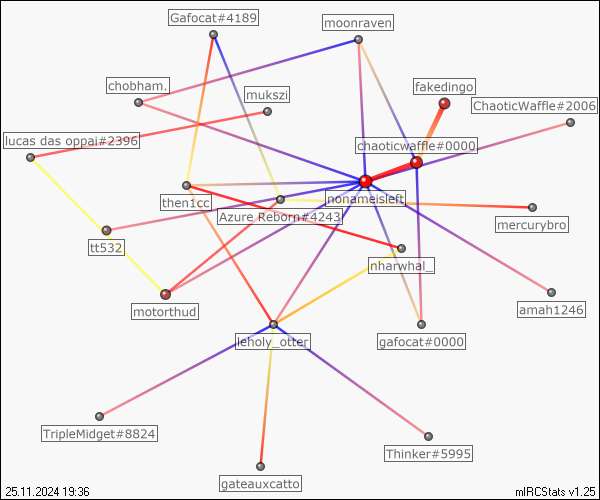 Gafocat#4189
moonraven
chobham.
fakedingo
mukszi
ChaoticWaffle#2006
lucas das oppai#2396
chaoticwaffle#0000
then1cc
nonameisleft
Azure Reborn#4243
mercurybro
tt532
nharwhal_
motorthud
amah1246
leholy_otter
gafocat#0000
TripleMidget#8824
Thinker#5995
gateauxcatto
25.11.2024 19:36
mIRCStats v1.25